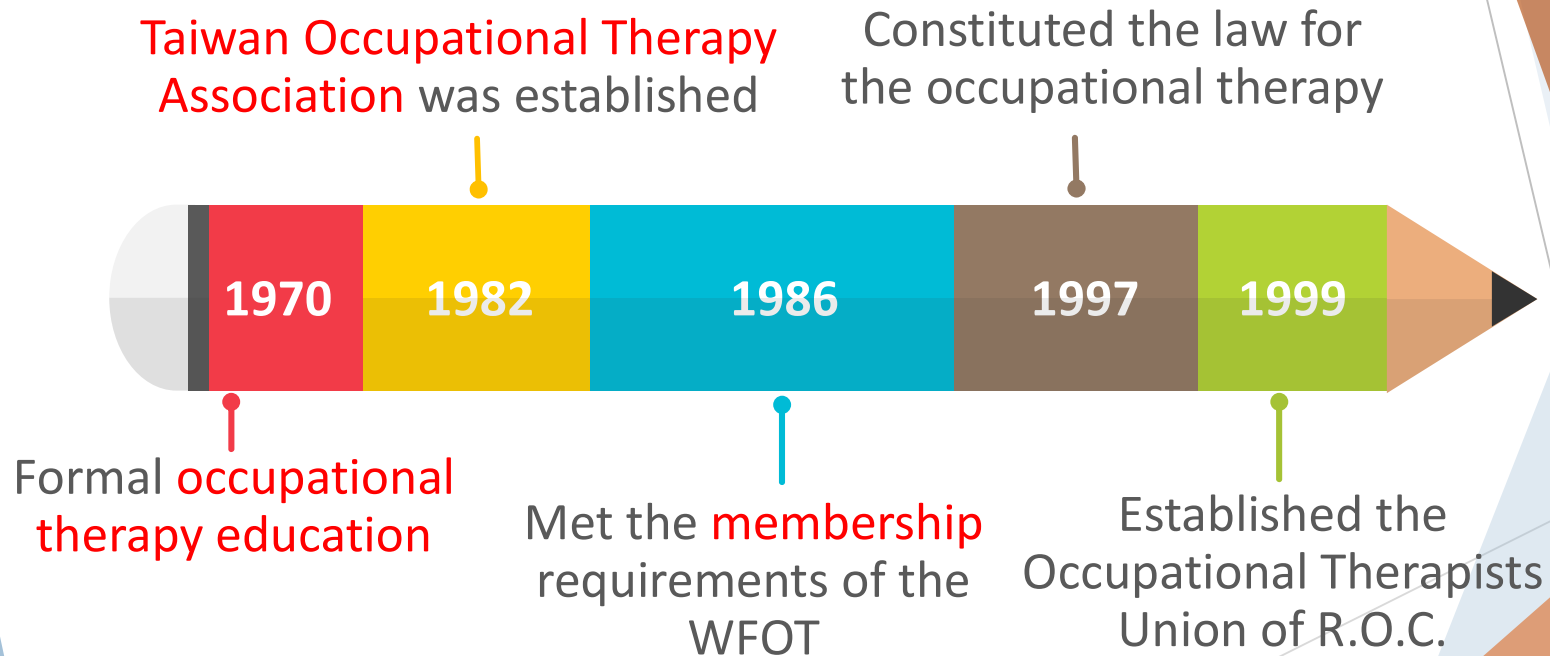 Taiwan Occupational Therapy
Association was established
Constituted the law for
the occupational therapy
1970
1982
1986
1997
1999
Formal occupational
therapy education
Met the membership
requirements of the
WFOT
Established the
Occupational Therapists
Union of R.O.C.